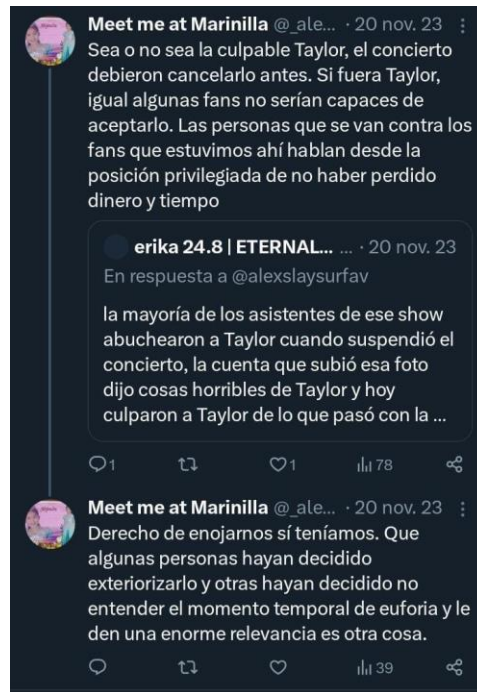 Meet me at Marinilla @_ale... · 20 nov. 23
Sea o no sea la culpable Taylor, el concierto
debieron cancelarlo antes. Si fuera Taylor,
igual algunas fans no serían capaces de
aceptarlo. Las personas que se van contra los
fans que estuvimos ahí hablan desde la
posición privilegiada de no haber perdido
dinero y tiempo
erika 24.8 | ETERNAL... ... · 20 nov. 23
En respuesta a @alexslaysurfav
la mayoría de los asistentes de ese show
abuchearon a Taylor cuando suspendió el
concierto, la cuenta que subió esa foto
dijo cosas horribles de Taylor y hoy
culparon a Taylor de lo que pasó con la ...
1 1 78
Meet me at Marinilla @_ale... · 20 nov. 23
Derecho de enojarnos sí teníamos. Que
algunas personas hayan decidido
exteriorizarlo y otras hayan decidido no
entender el momento temporal de euforia y le
den una enorme relevancia es otra cosa.
39